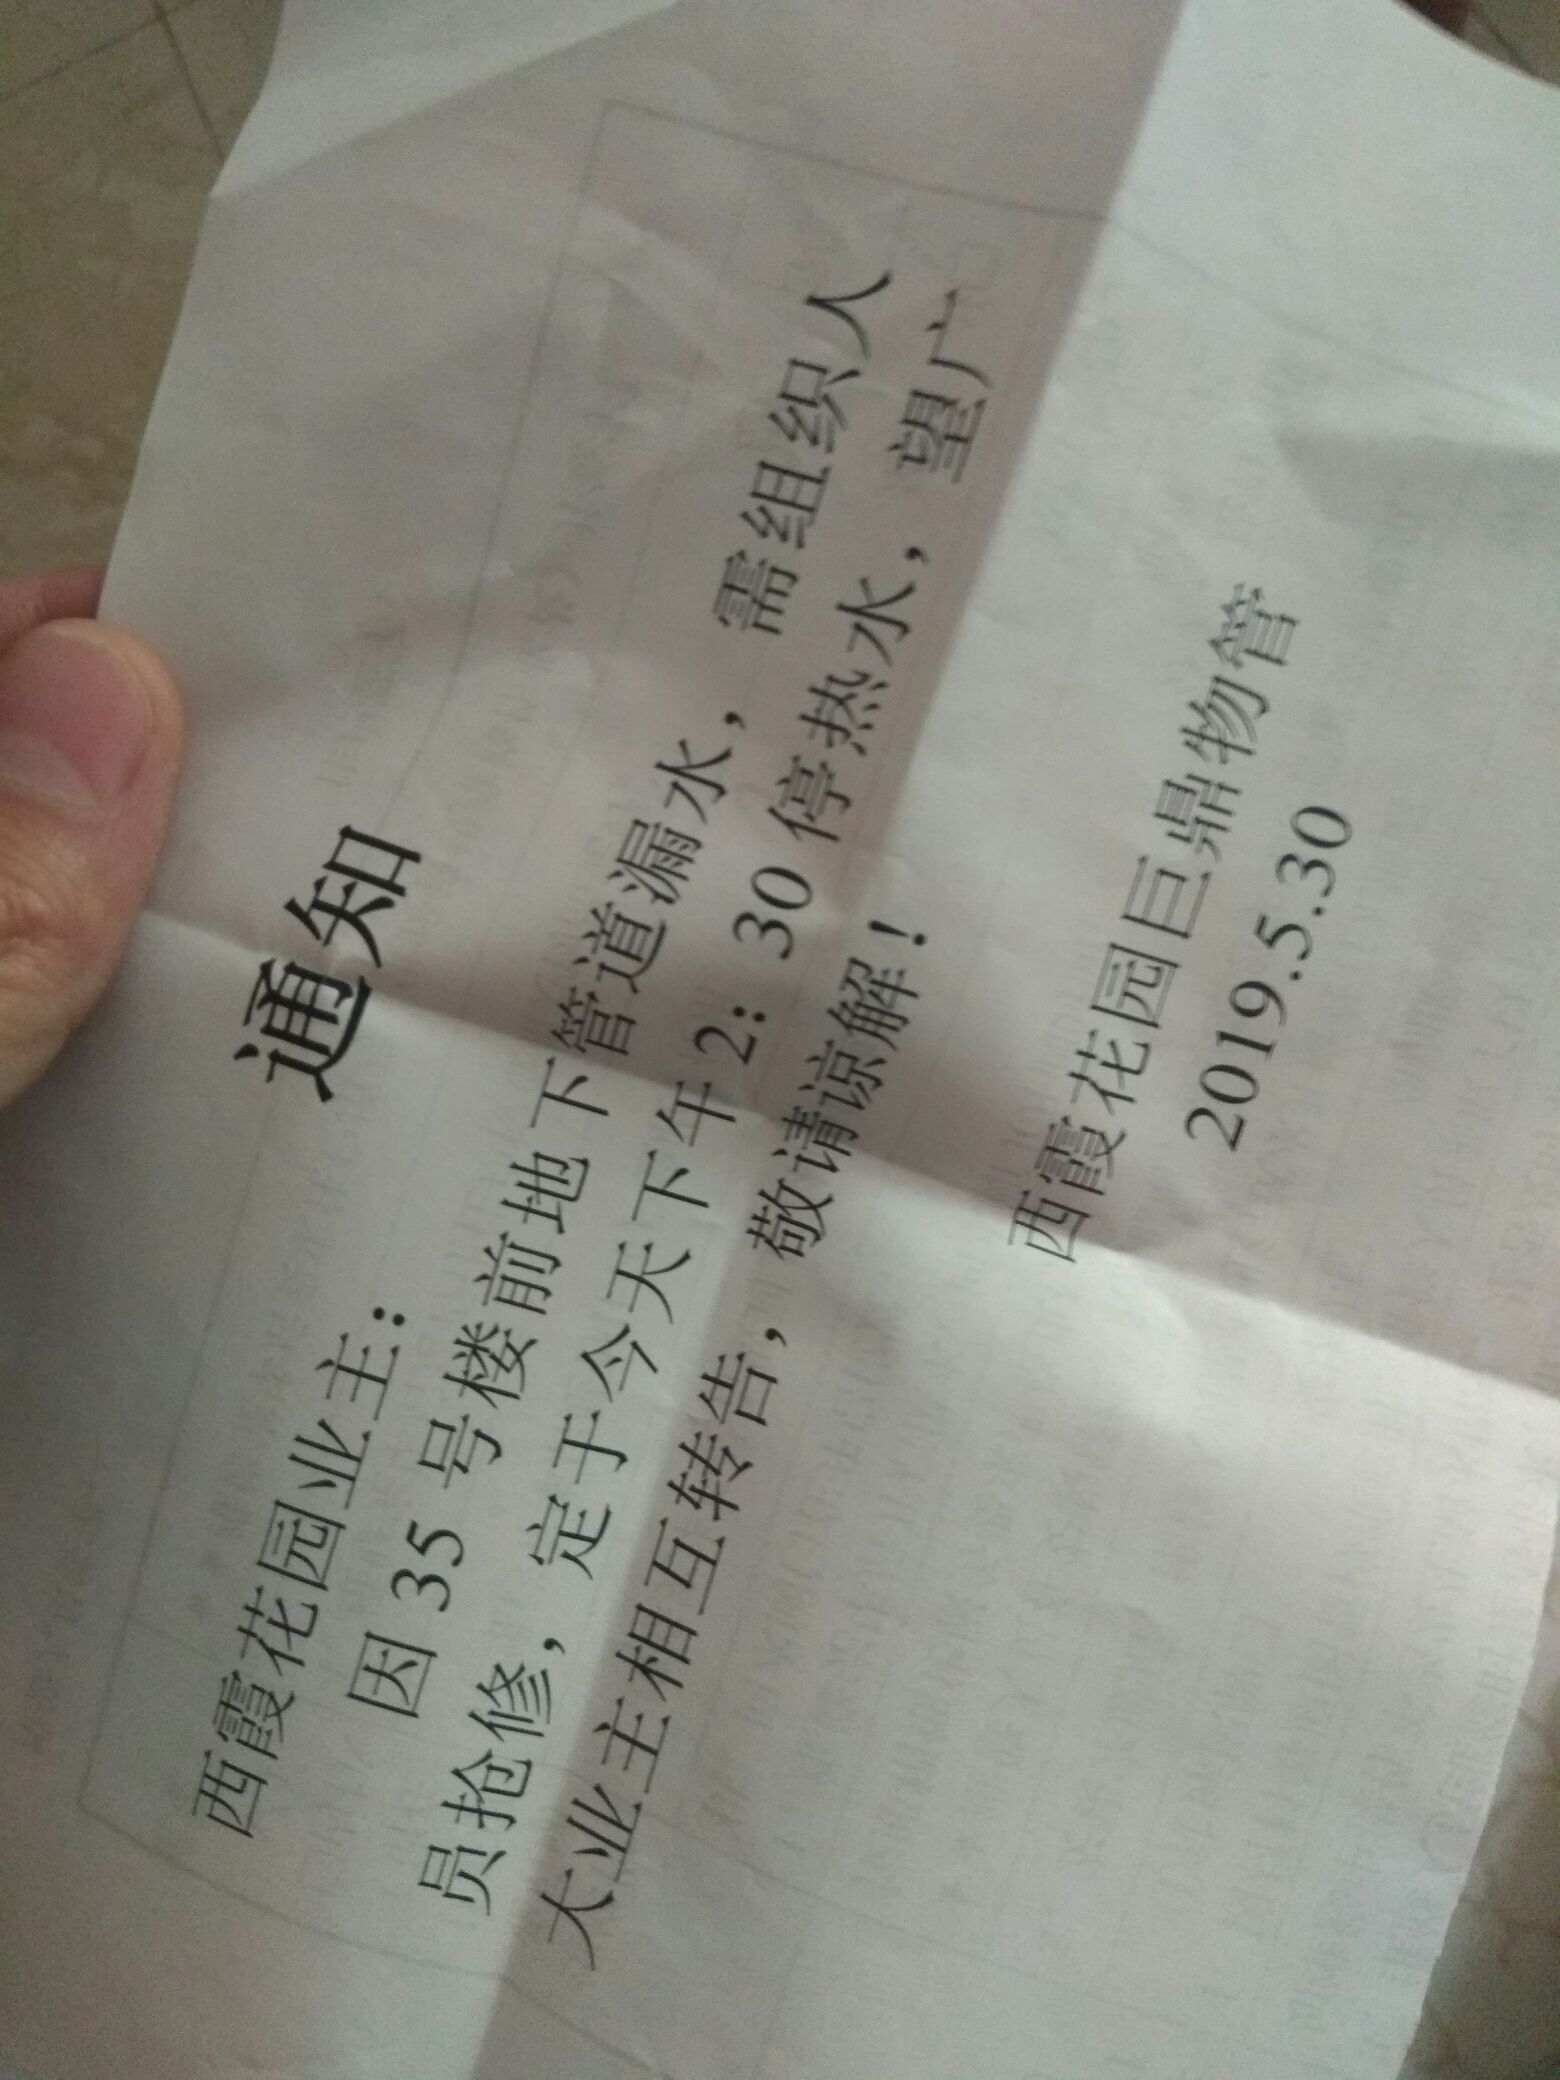 通知
西霞花园业主：
因 35 号楼前地下管道漏水，需组织人
员抢修，定于今天下午 2：30 停热水，望广
大业主相互转告，敬请谅解！
西霞花园巨鼎物管
2019.5.30